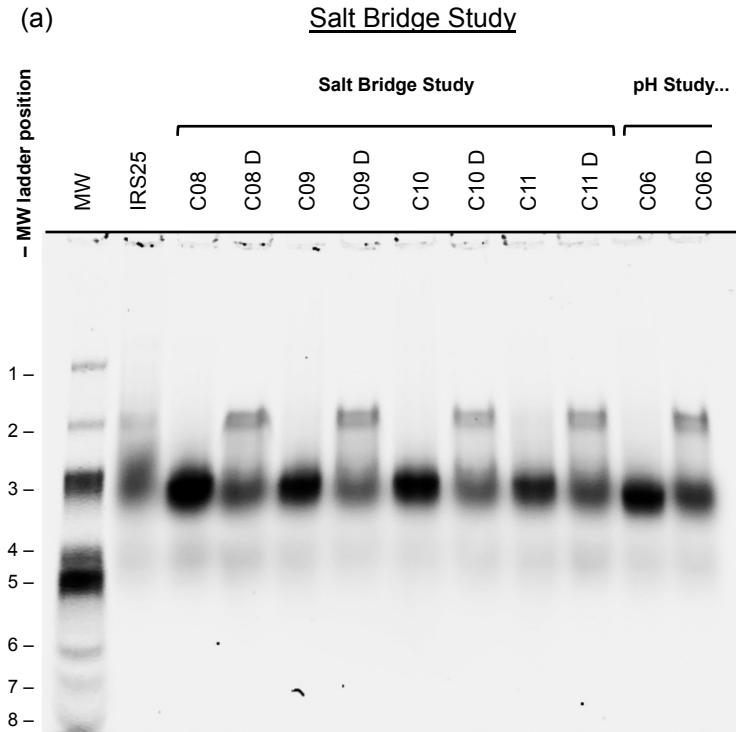 (a)
Salt Bridge Study
Salt Bridge Study
pH Study...
– MW ladder position
MW
IRS25
C08
C08 D
C09
C09 D
C10
C10 D
C11
C11 D
C06
C06 D
1 –
2 –
3 –
4 –
5 –
6 –
7 –
8 –